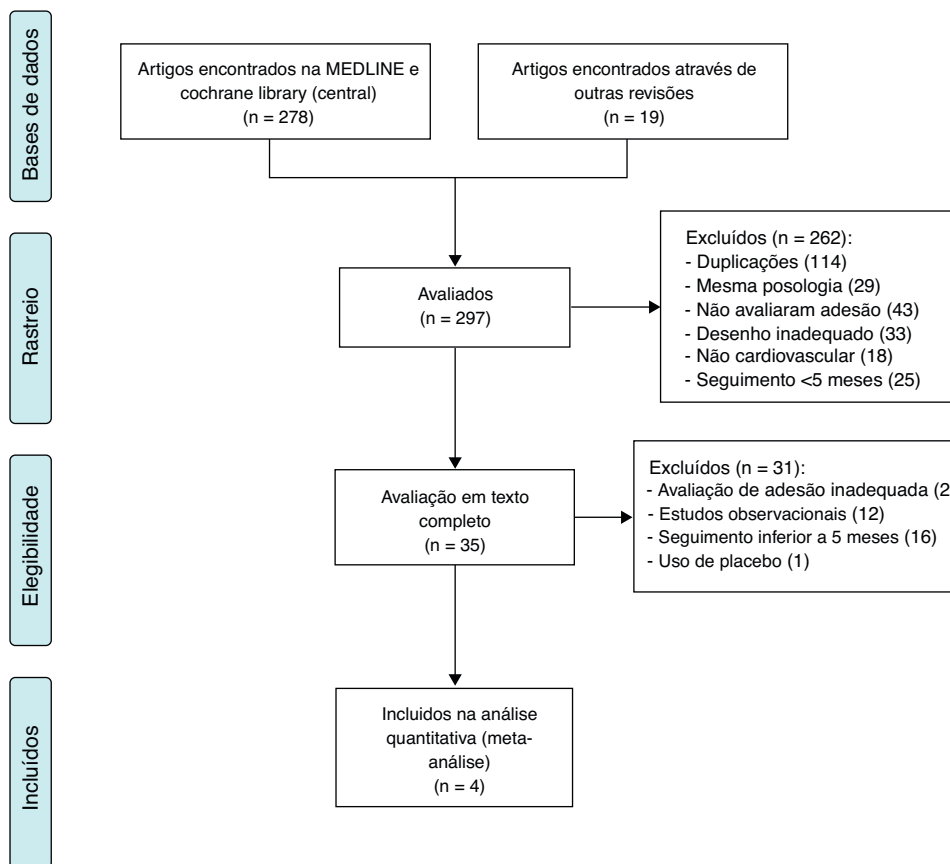 Bases de dados
Artigos encontrados na MEDLINE e
cochrane library (central)
(n = 278)
Artigos encontrados através de
outras revisões
(n = 19)
Rastreio
Avaliados
(n = 297)
Excluídos (n = 262):
- Duplicações (114)
- Mesma posologia (29)
- Não avaliaram adesão (43)
- Desenho inadequado (33)
- Não cardiovascular (18)
- Seguimento <5 meses (25)
Elegibilidade
Avaliação em texto
completo
(n = 35)
Excluídos (n = 31):
- Avaliação de adesão inadequada (2
- Estudos observacionais (12)
- Seguimento inferior a 5 meses (16)
- Uso de placebo (1)
Incluídos
Incluidos na análise
quantitativa (meta-
análise)
(n = 4)